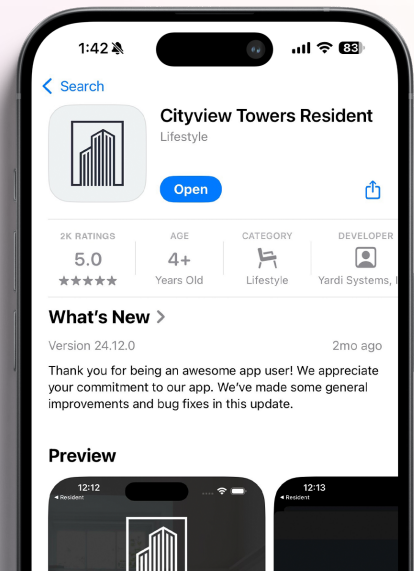 1:42
83
Search
Cityview Towers Resident
Lifestyle
Open
2K RATINGS
5.0
AGE
4+
Years Old
CATEGORY
Lifestyle
DEVELOPER
Yardi Systems, I
What's New
Version 24.12.0
2mo ago
Thank you for being an awesome app user! We appreciate
your commitment to our app. We've made some general
improvements and bug fixes in this update.
Preview
12:12
Resident
12:13
Resident